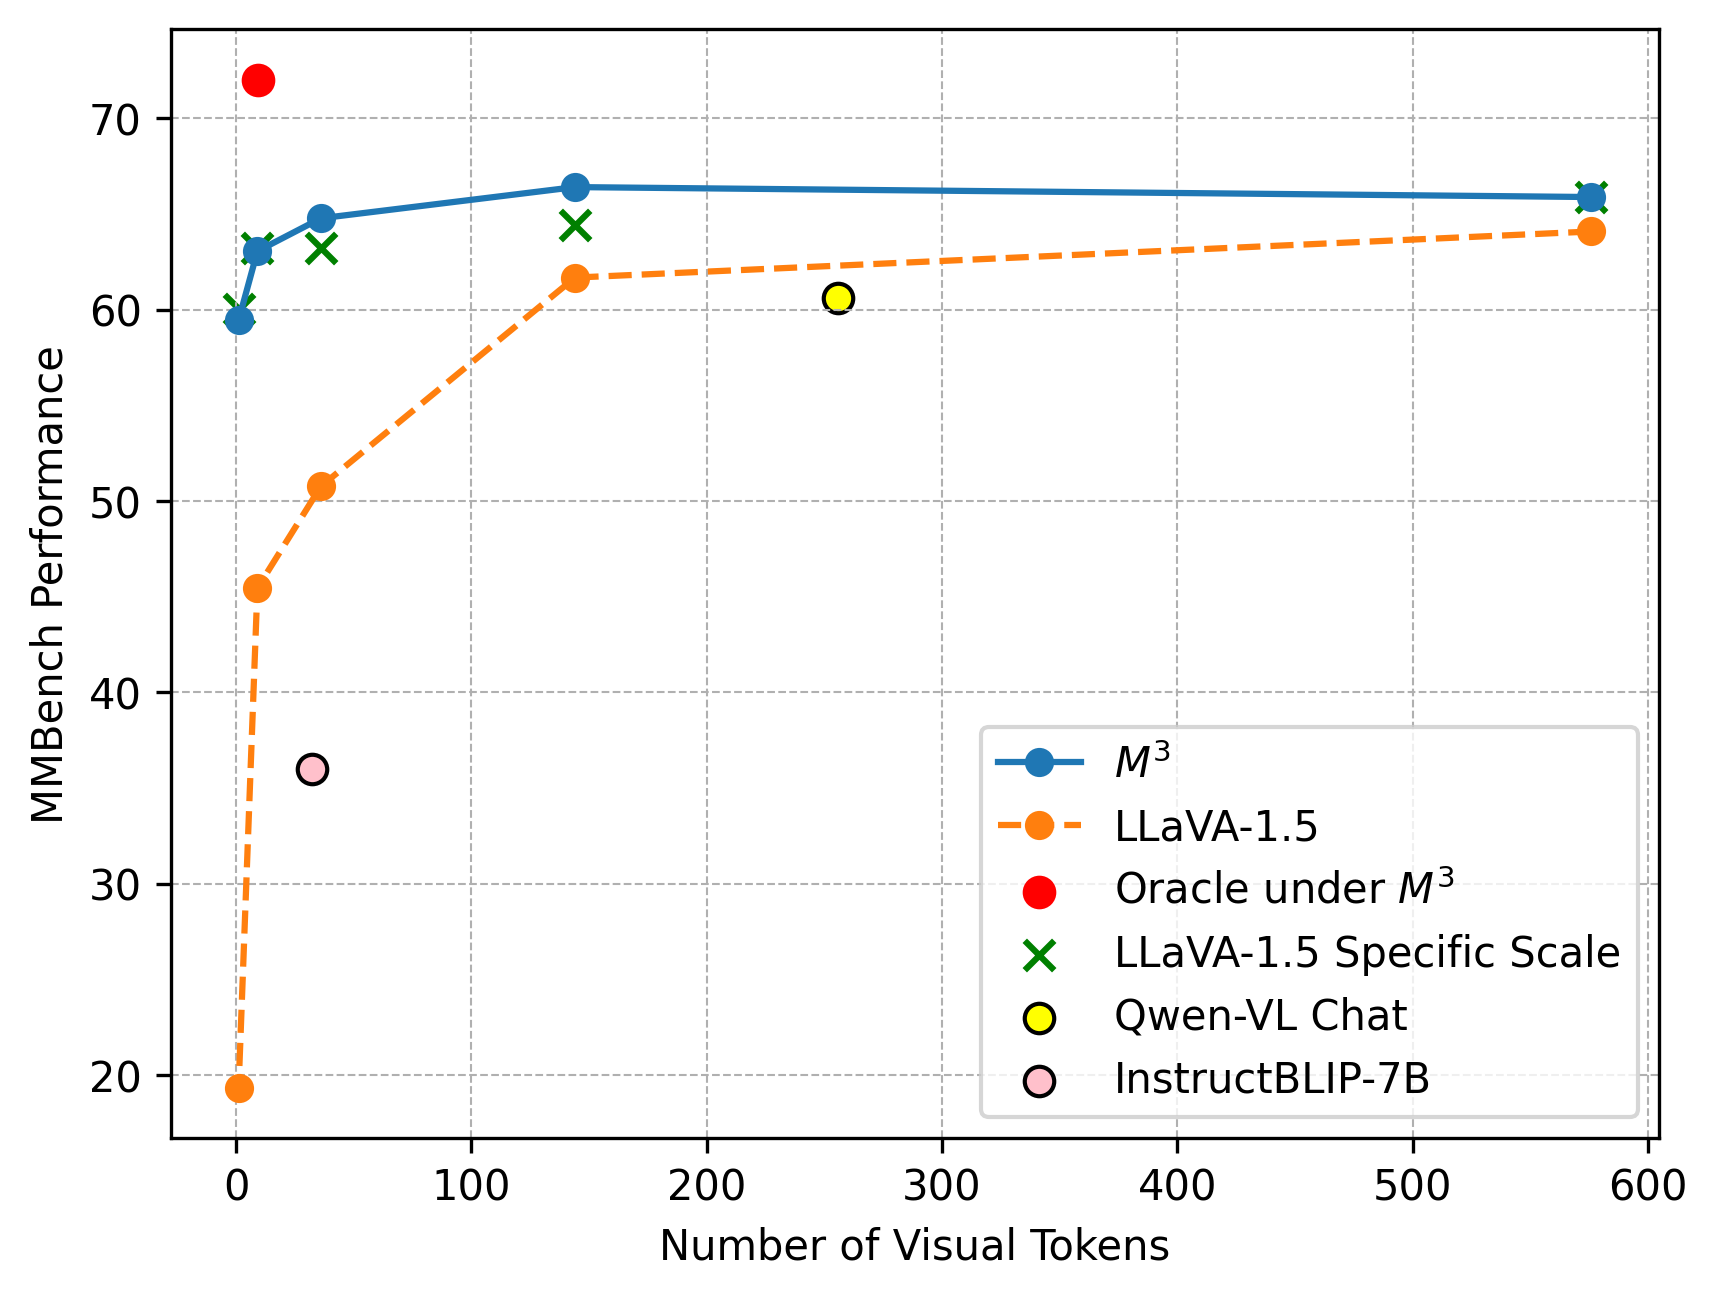 70
60
50
40
30
20
MMBench Performance
M³
LLaVA-1.5
Oracle under M³
LLaVA-1.5 Specific Scale
Qwen-VL Chat
InstructBLIP-7B
0 100 200 300 400 500 600
Number of Visual Tokens